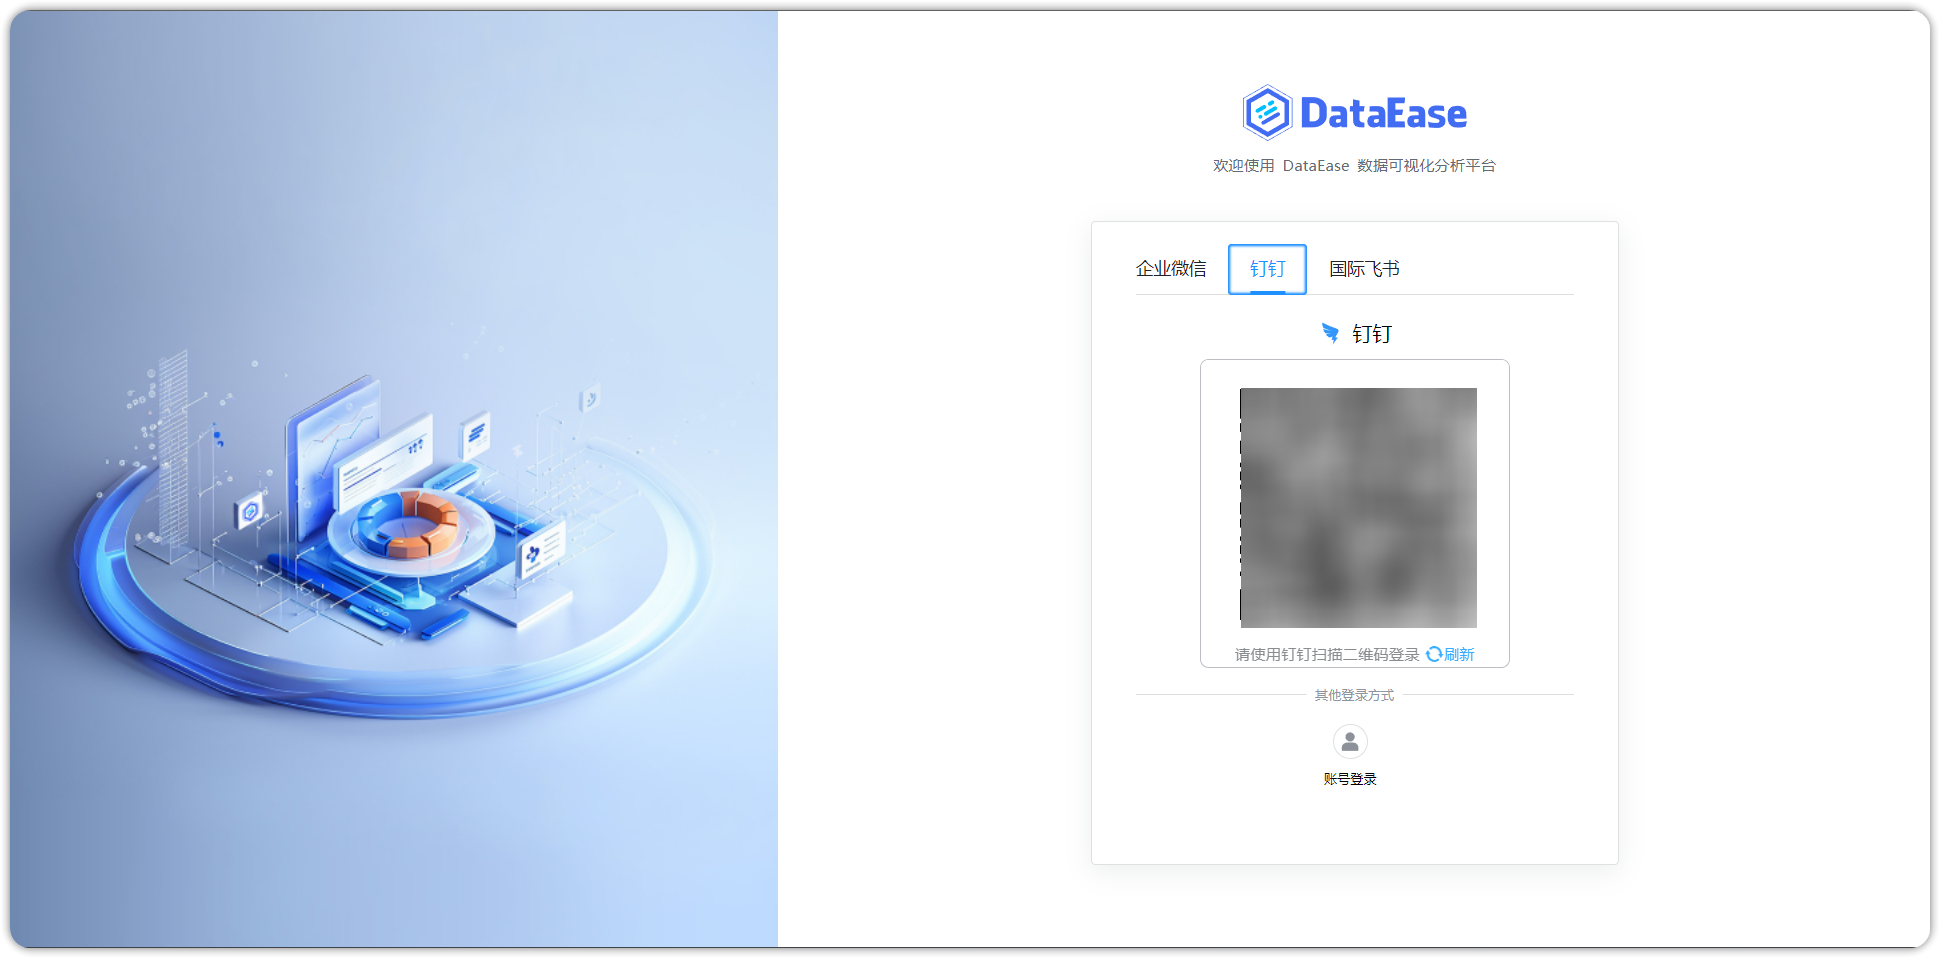 DataEase
欢迎使用 DataEase 数据可视化分析平台
企业微信 钉钉 国际飞书
钉钉
请使用钉钉扫描二维码登录 刷新
其他登录方式
账号登录